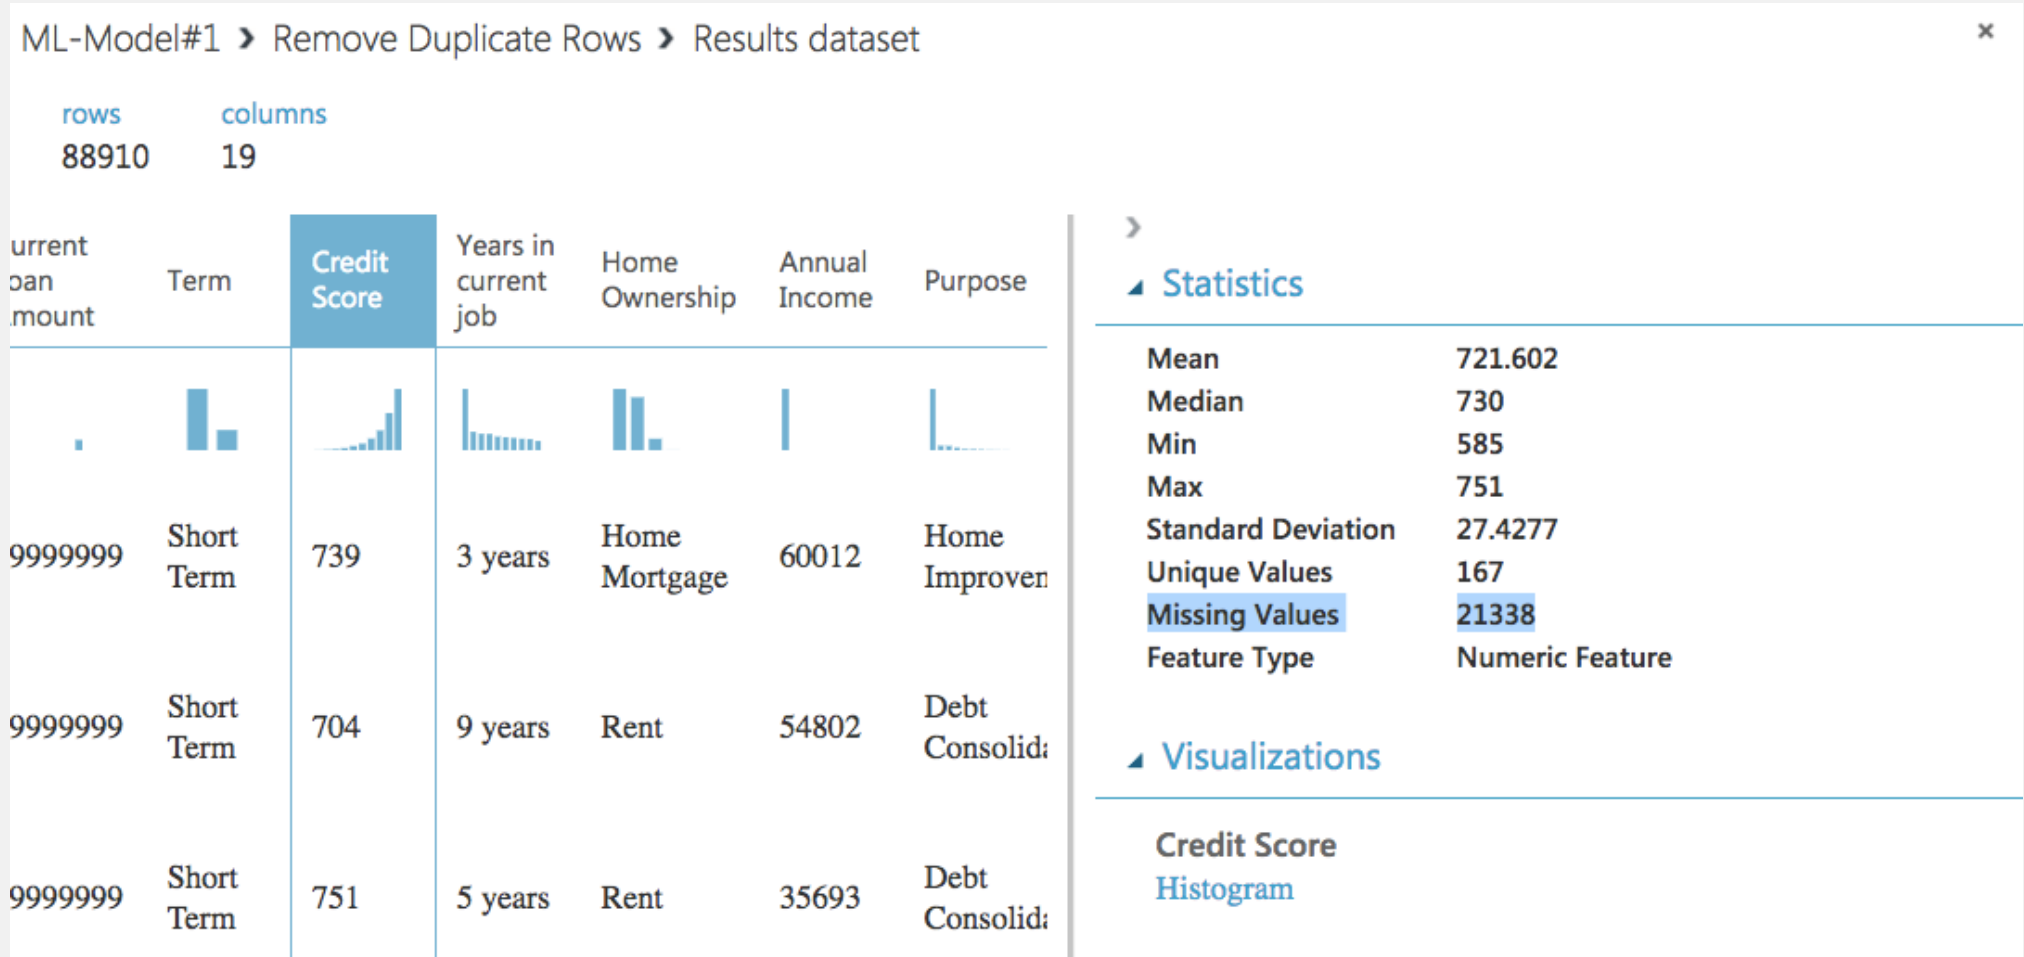 ML-Model#1 › Remove Duplicate Rows › Results dataset
×
rows columns
88910 19
urrent
oan
mount
Term
Credit
Score
Years in
current
job
Home
Ownership
Annual
Income
Purpose
9999999
Short
Term
739
3 years
Home
Mortgage
60012
Home
Improven
9999999
Short
Term
704
9 years
Rent
54802
Debt
Consolida
9999999
Short
Term
751
5 years
Rent
35693
Debt
Consolida
Statistics
Mean 721.602
Median 730
Min 585
Max 751
Standard Deviation 27.4277
Unique Values 167
Missing Values 21338
Feature Type Numeric Feature
Visualizations
Credit Score
Histogram